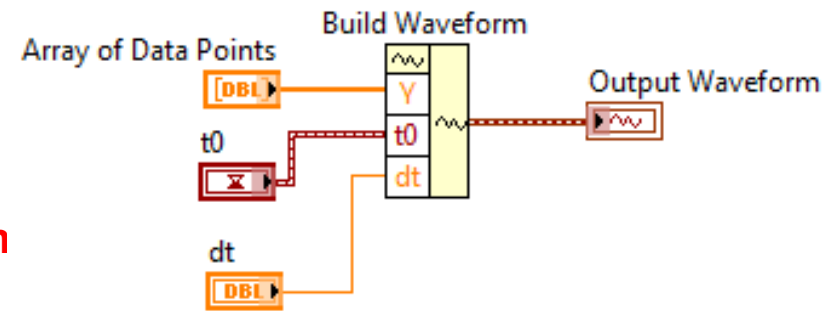 Build Waveform
Array of Data Points
Output Waveform
[DBL]
Y
t0
t0
dt
n
dt
DBL